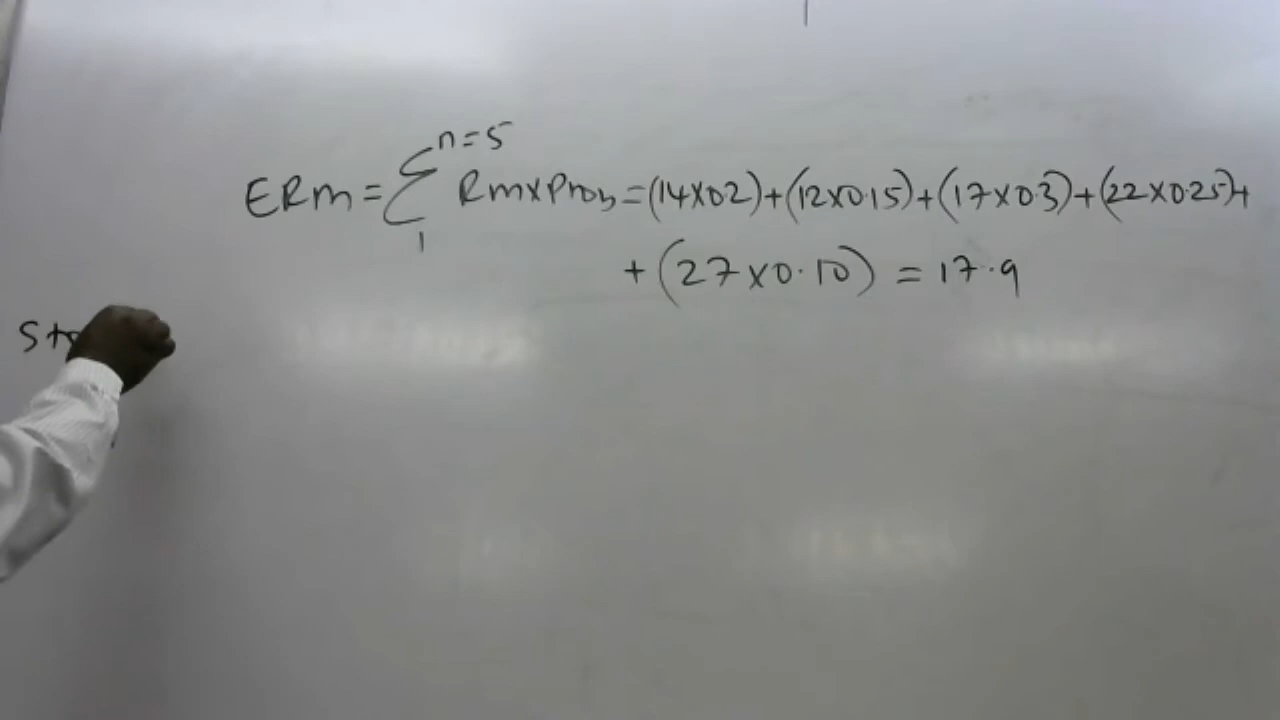 n=5
ERm = ∑ Rm x Prob = (14x0.2)+(12x0.15)+(17x0.3)+(22x0.25)+
1
+ (27x0.10) = 17.9
St